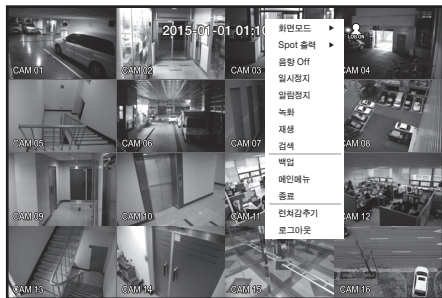 2015-01-01 01:10
LOG ON
CAM 01
CAM 02
CAM 03
CAM 04
화면모드
Spot 출력
음향 Off
일시정지
알람정지
녹화
재생
검색
백업
메인메뉴
종료
런쳐감추기
로그아웃
CAM 05
CAM 06
CAM 07
CAM 08
CAM 09
CAM 10
CAM 11
CAM 12
CAM 13
CAM 14
CAM 15
CAM 16